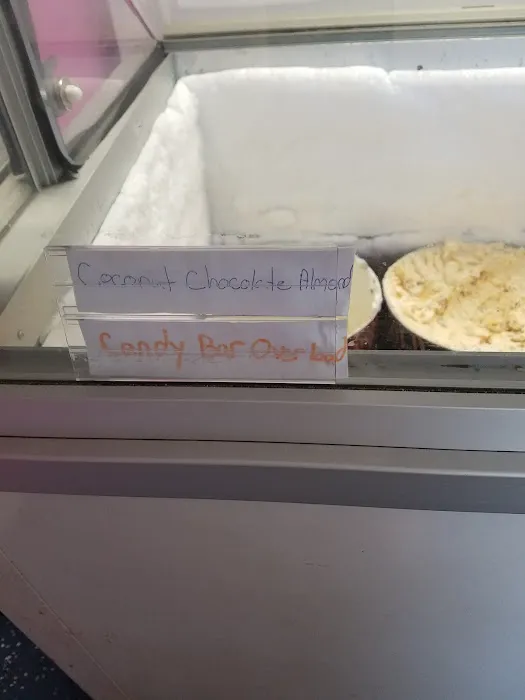 Coconut Chocolate Almond
Candy Bar Overload